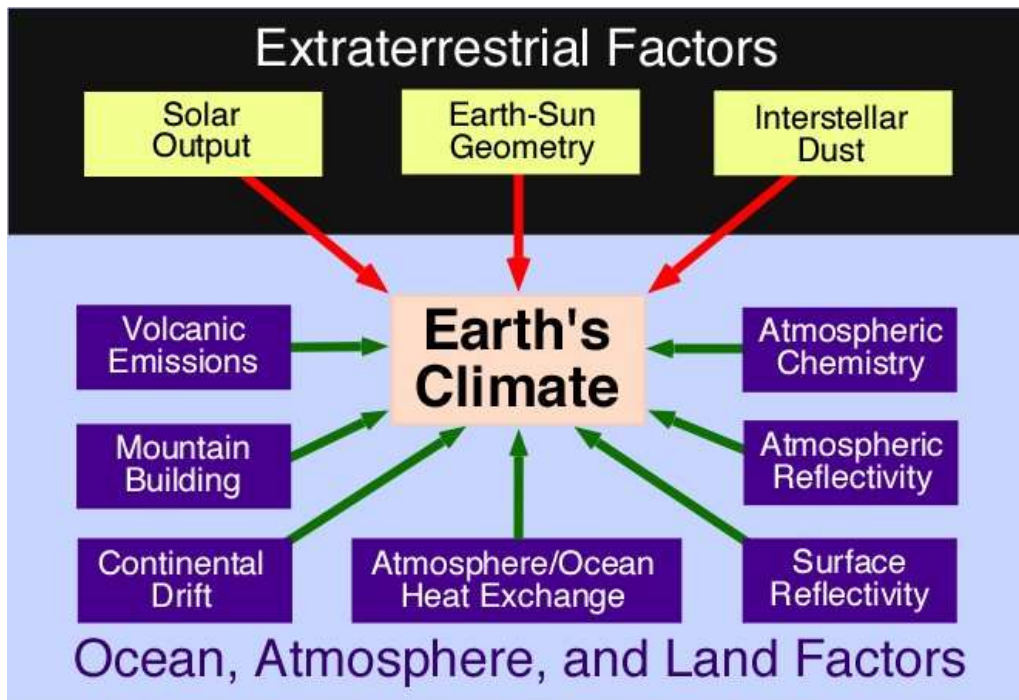 Extraterrestrial Factors
Solar
Output
Earth-Sun
Geometry
Interstellar
Dust
Earth's
Climate
Volcanic
Emissions
Atmospheric
Chemistry
Mountain
Building
Atmospheric
Reflectivity
Continental
Drift
Atmosphere/Ocean
Heat Exchange
Surface
Reflectivity
Ocean, Atmosphere, and Land Factors